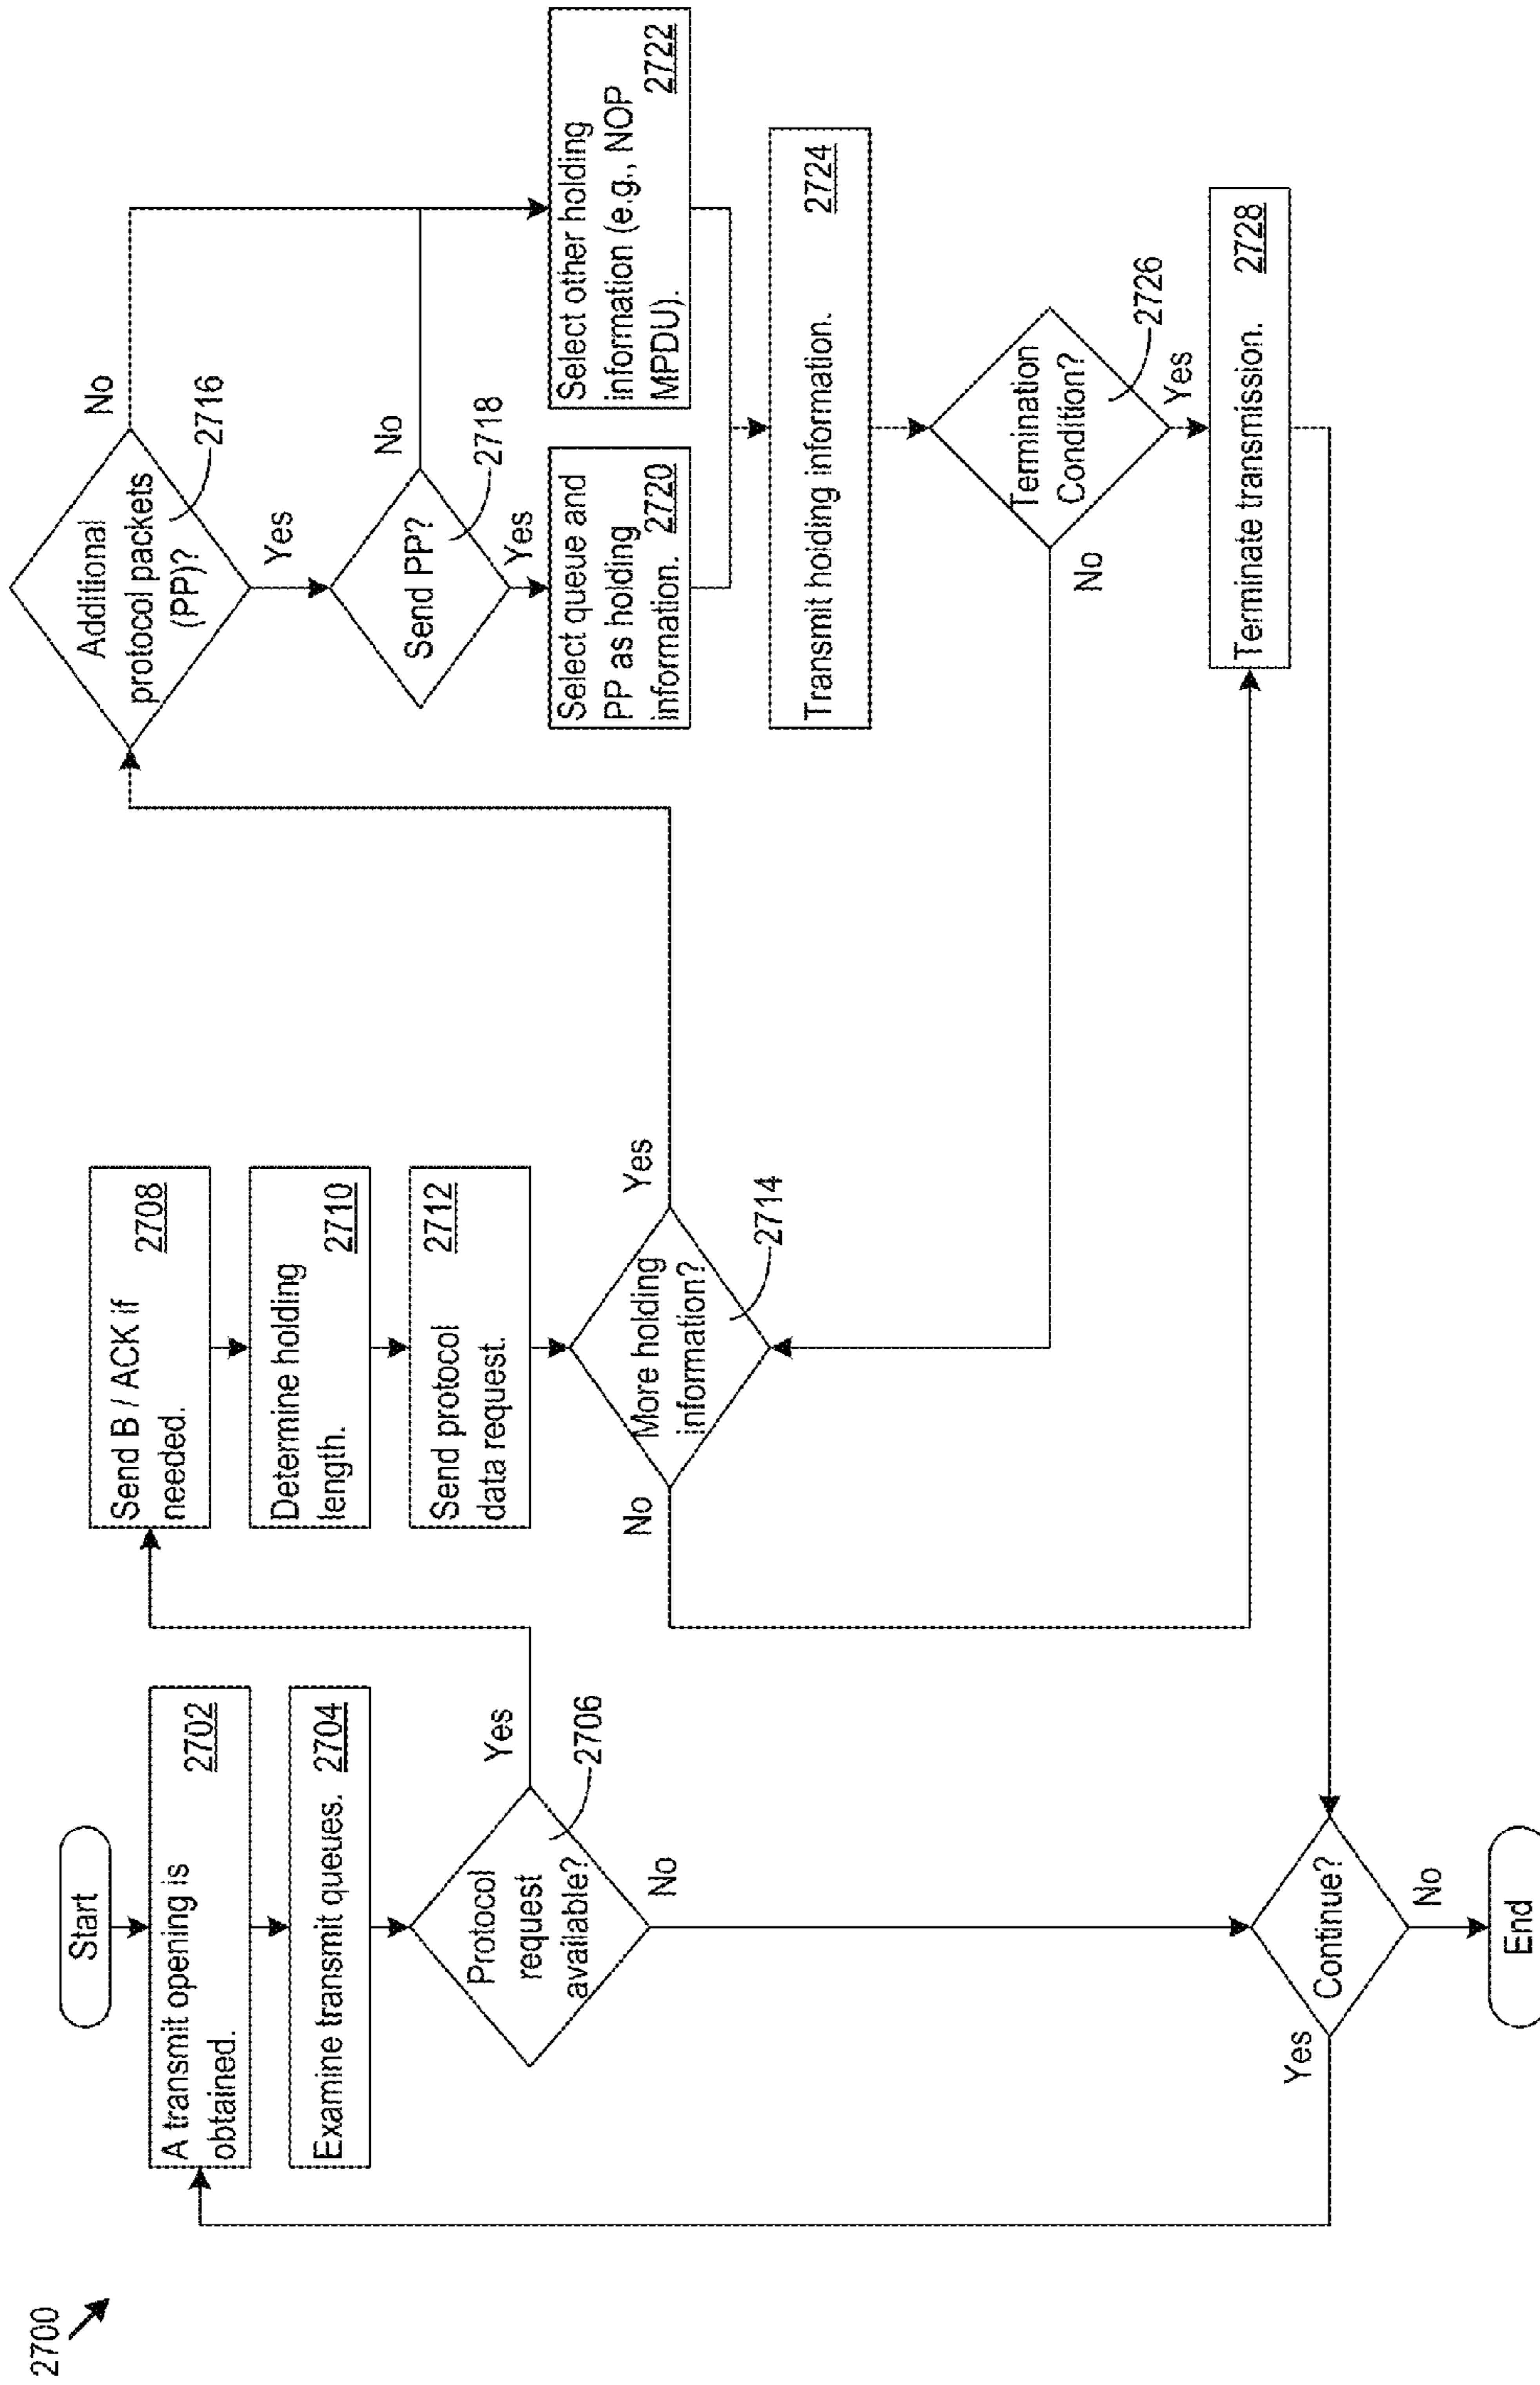 2700
Start
A transmit opening is
obtained.
2702
Examine transmit queues. 2704
Protocol
request
available?
2706
Yes
No
Continue?
Yes
No
End
Send B / ACK if
needed.
2708
Determine holding
length.
2710
Send protocol
data request.
2712
More holding
information?
2714
Yes
No
Additional
protocol packets
(PP)?
2716
No
Yes
Send PP?
2718
No
Yes
Select queue and
PP as holding
information. 2720
Select other holding
information (e.g., NOP
MPDU).
2722
Transmit holding information.
2724
Termination
Condition?
2726
No
Yes
Terminate transmission.
2728